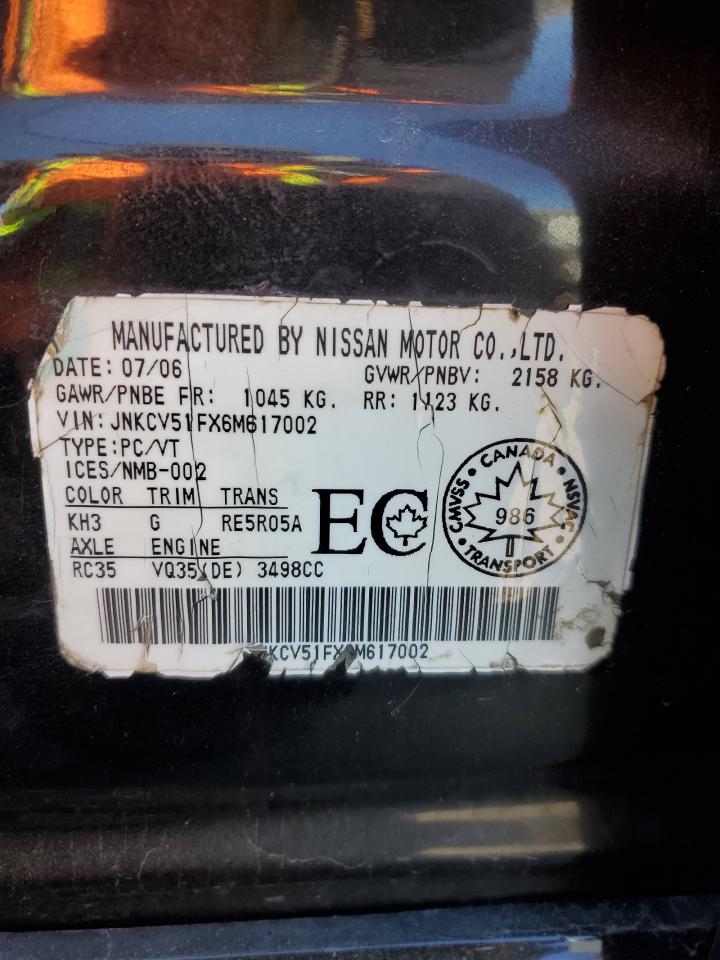 MANUFACTURED BY NISSAN MOTOR CO.,LTD.
DATE: 07/06 GVWR/PNBV: 2158 KG.
GAWR/PNBE FR: 1045 KG. RR: 1123 KG.
VIN: JNKCV51FX6M617002
TYPE:PC/VT
ICES/NMB-002
COLOR TRIM TRANS
KH3 G RE5R05A
AXLE ENGINE
RC35 VQ35(DE) 3498CC
EC
CANADA
CMVSS 986 NSVAC
TRANSPORT
KCV51FX M617002